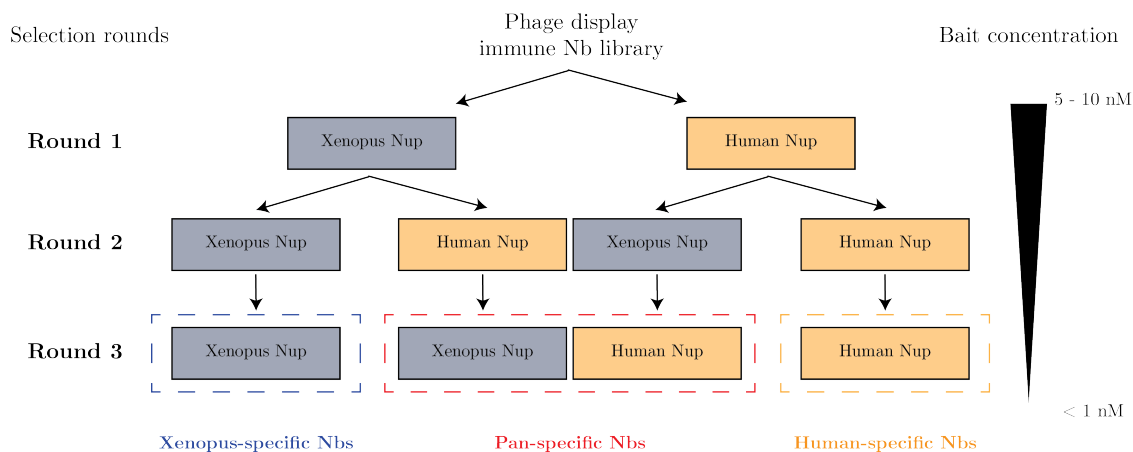 Selection rounds
Phage display
immune Nb library
Bait concentration
5 - 10 nM
Round 1
Xenopus Nup
Human Nup
Round 2
Xenopus Nup
Human Nup
Xenopus Nup
Human Nup
Round 3
Xenopus Nup
Xenopus Nup
Human Nup
Human Nup
< 1 nM
Xenopus-specific Nbs
Pan-specific Nbs
Human-specific Nbs